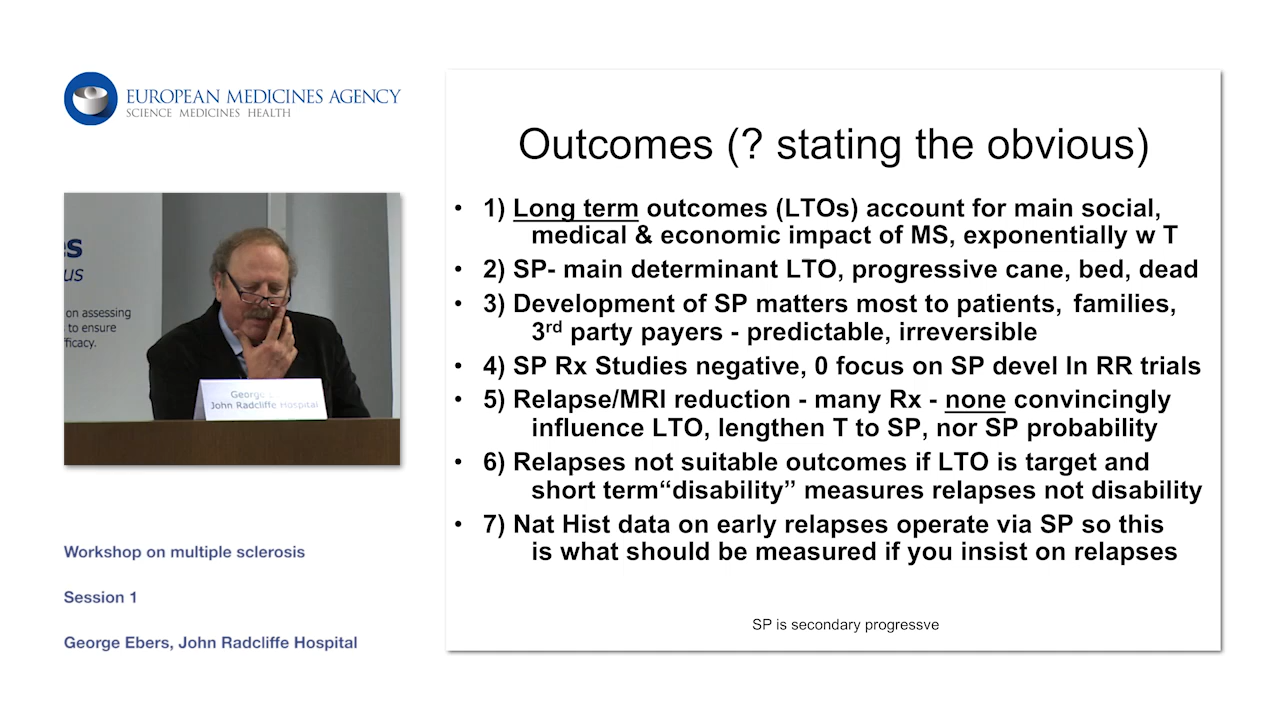 EUROPEAN MEDICINES AGENCY
SCIENCE MEDICINES HEALTH
es
us
on assessing
to ensure
ficacy.
George
John Radcliffe Hospital
Workshop on multiple sclerosis
Session 1
George Ebers, John Radcliffe Hospital
Outcomes (? stating the obvious)
• 1) Long term outcomes (LTOs) account for main social,
medical & economic impact of MS, exponentially w T
• 2) SP- main determinant LTO, progressive cane, bed, dead
• 3) Development of SP matters most to patients, families,
3rd party payers - predictable, irreversible
• 4) SP Rx Studies negative, 0 focus on SP devel In RR trials
• 5) Relapse/MRI reduction - many Rx - none convincingly
influence LTO, lengthen T to SP, nor SP probability
• 6) Relapses not suitable outcomes if LTO is target and
short term“disability” measures relapses not disability
• 7) Nat Hist data on early relapses operate via SP so this
is what should be measured if you insist on relapses
SP is secondary progressve